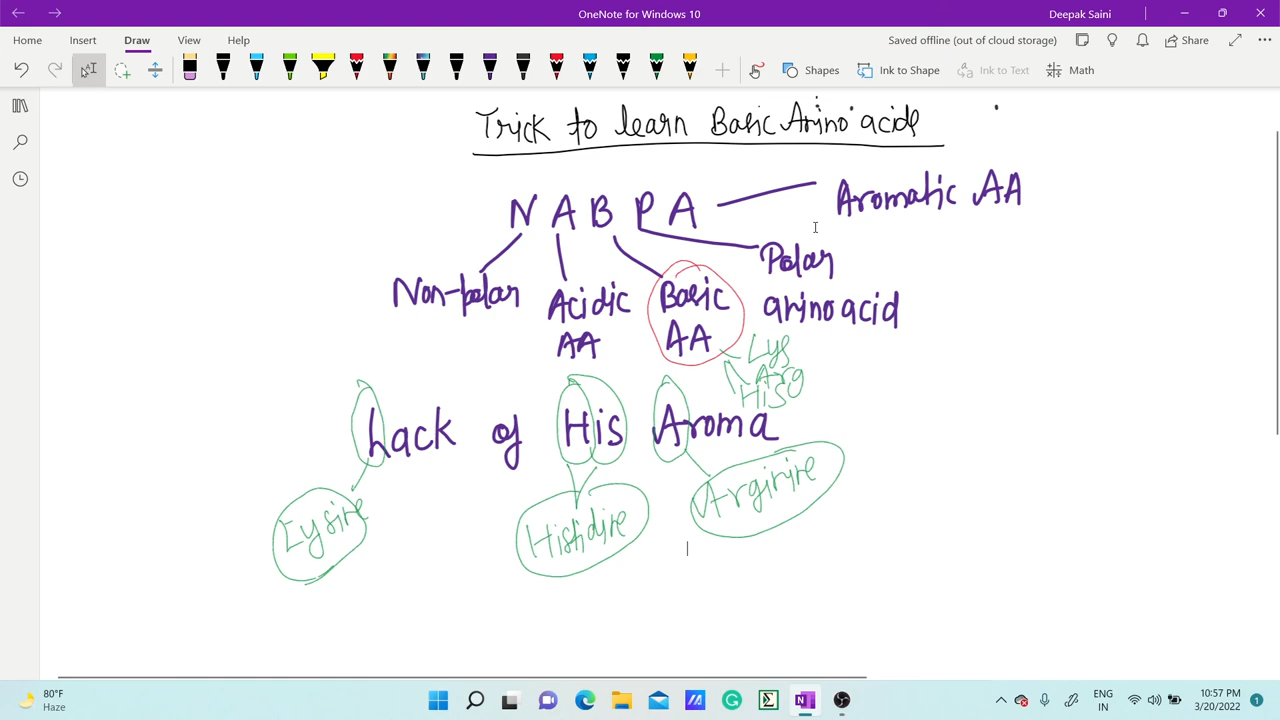 OneNote for Windows 10
Deepak Saini
Home Insert Draw View Help
Saved offline (out of cloud storage)
Share
Shapes
Ink to Shape
Ink to Text
Math
Trick to learn Basic Amino acids
N A B P A
Aromatic AA
Non-polar
Acidic
AA
Basic
AA
Polar
amino acid
Lys
Arg
His
Lack of His Aroma
Lysine
Histidine
Arginine
80°F
Haze
ENG
IN
10:57 PM
3/20/2022
1